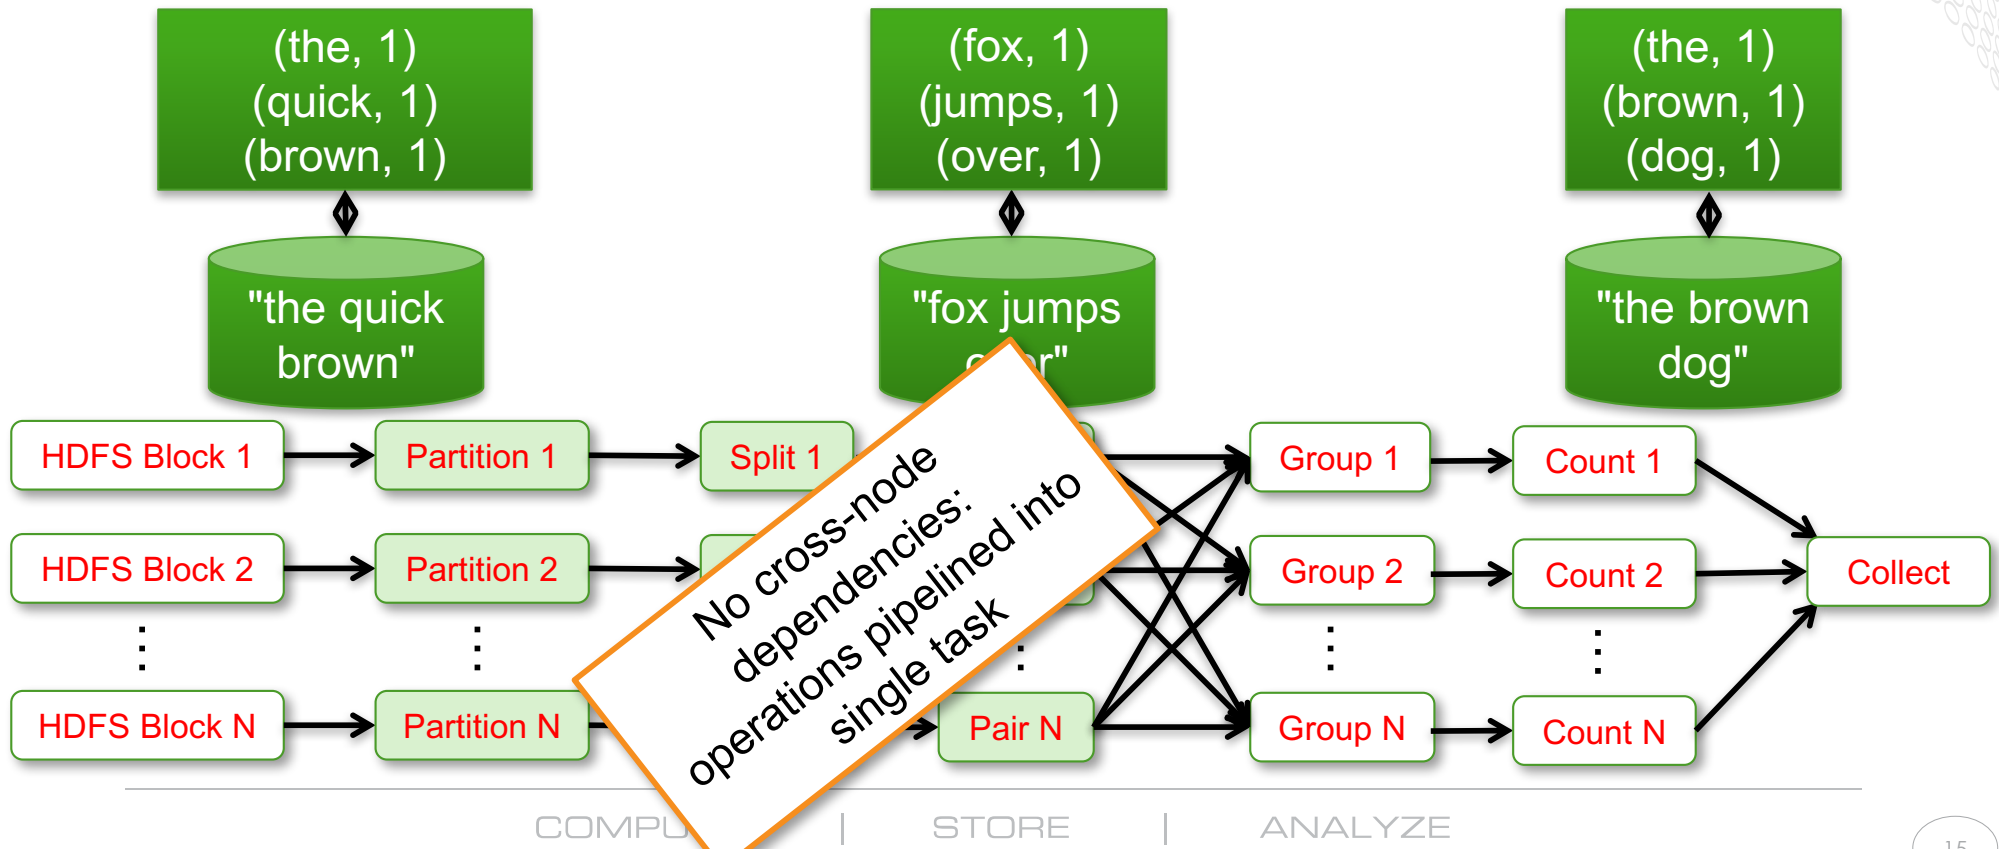 (the, 1)
(quick, 1)
(brown, 1)
(fox, 1)
(jumps, 1)
(over, 1)
(the, 1)
(brown, 1)
(dog, 1)
"the quick
brown"
"fox jumps
"the brown
dog"
HDFS Block 1
Partition 1
Split 1
Group 1
Count 1
HDFS Block 2
Partition 2
Group 2
Count 2
Collect
HDFS Block N
Partition N
Pair N
Group N
Count N
No cross-node
dependencies:
operations pipelined into
single task
STORE
ANALYZE